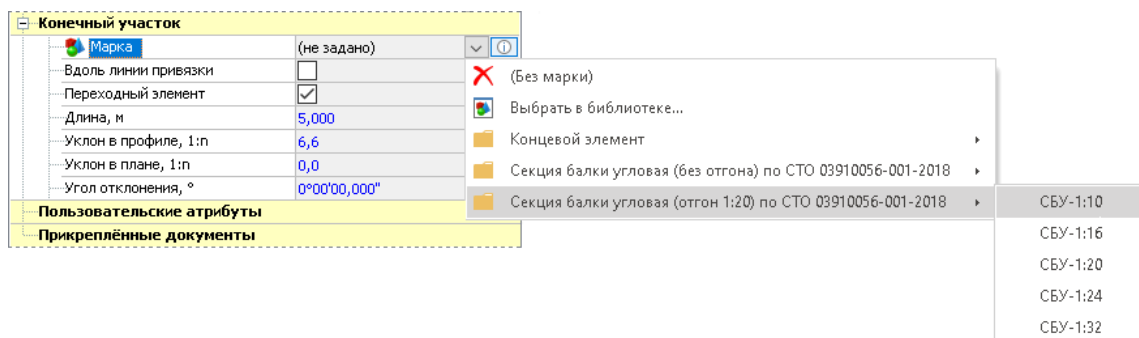 Конечный участок
Марка (не задано)
Вдоль линии привязки
Переходный элемент
Длина, м 5,000
Уклон в профиле, 1:n 6,6
Уклон в плане, 1:n 0,0
Угол отклонения, ° 0°00'00,000"
Пользовательские атрибуты
Прикреплённые документы
(Без марки)
Выбрать в библиотеке...
Концевой элемент
Секция балки угловая (без отгона) по СТО 03910056-001-2018
Секция балки угловая (отгон 1:20) по СТО 03910056-001-2018
СБУ-1:10
СБУ-1:16
СБУ-1:20
СБУ-1:24
СБУ-1:32